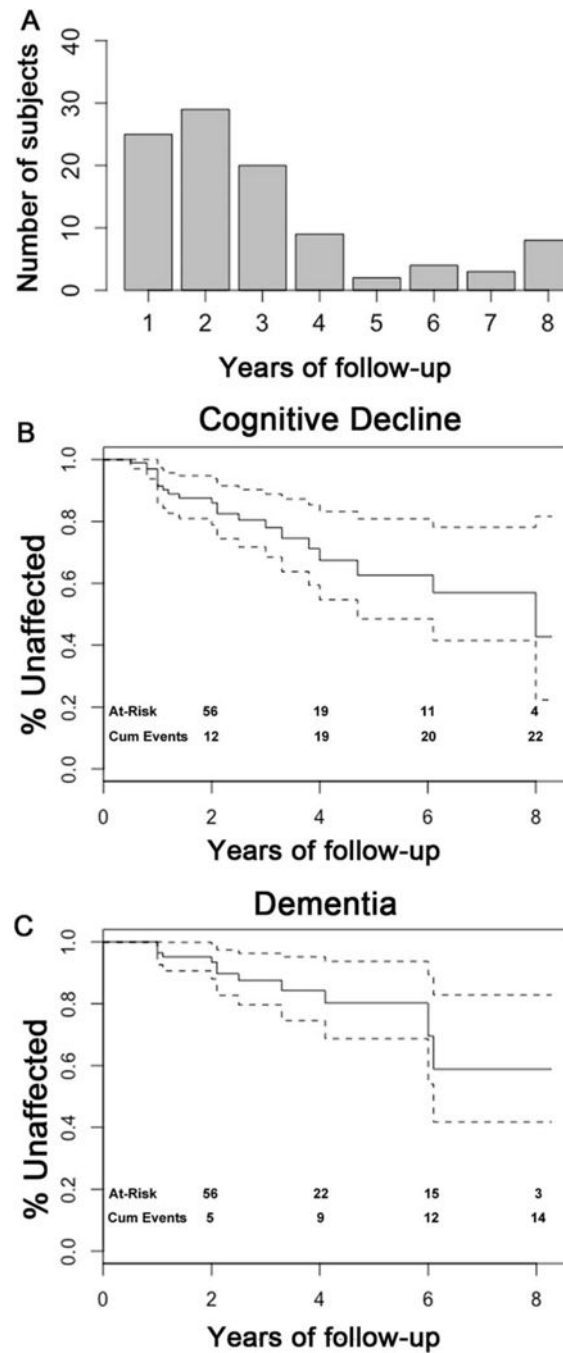 A
Number of subjects
40
30
20
10
0
1 2 3 4 5 6 7 8
Years of follow-up
B
Cognitive Decline
% Unaffected
1.0
0.8
0.6
0.4
0.2
0.0
At-Risk 56 19 11 4
Cum Events 12 19 20 22
0 2 4 6 8
Years of follow-up
C
Dementia
% Unaffected
1.0
0.8
0.6
0.4
0.2
0.0
At-Risk 56 22 15 3
Cum Events 5 9 12 14
0 2 4 6 8
Years of follow-up